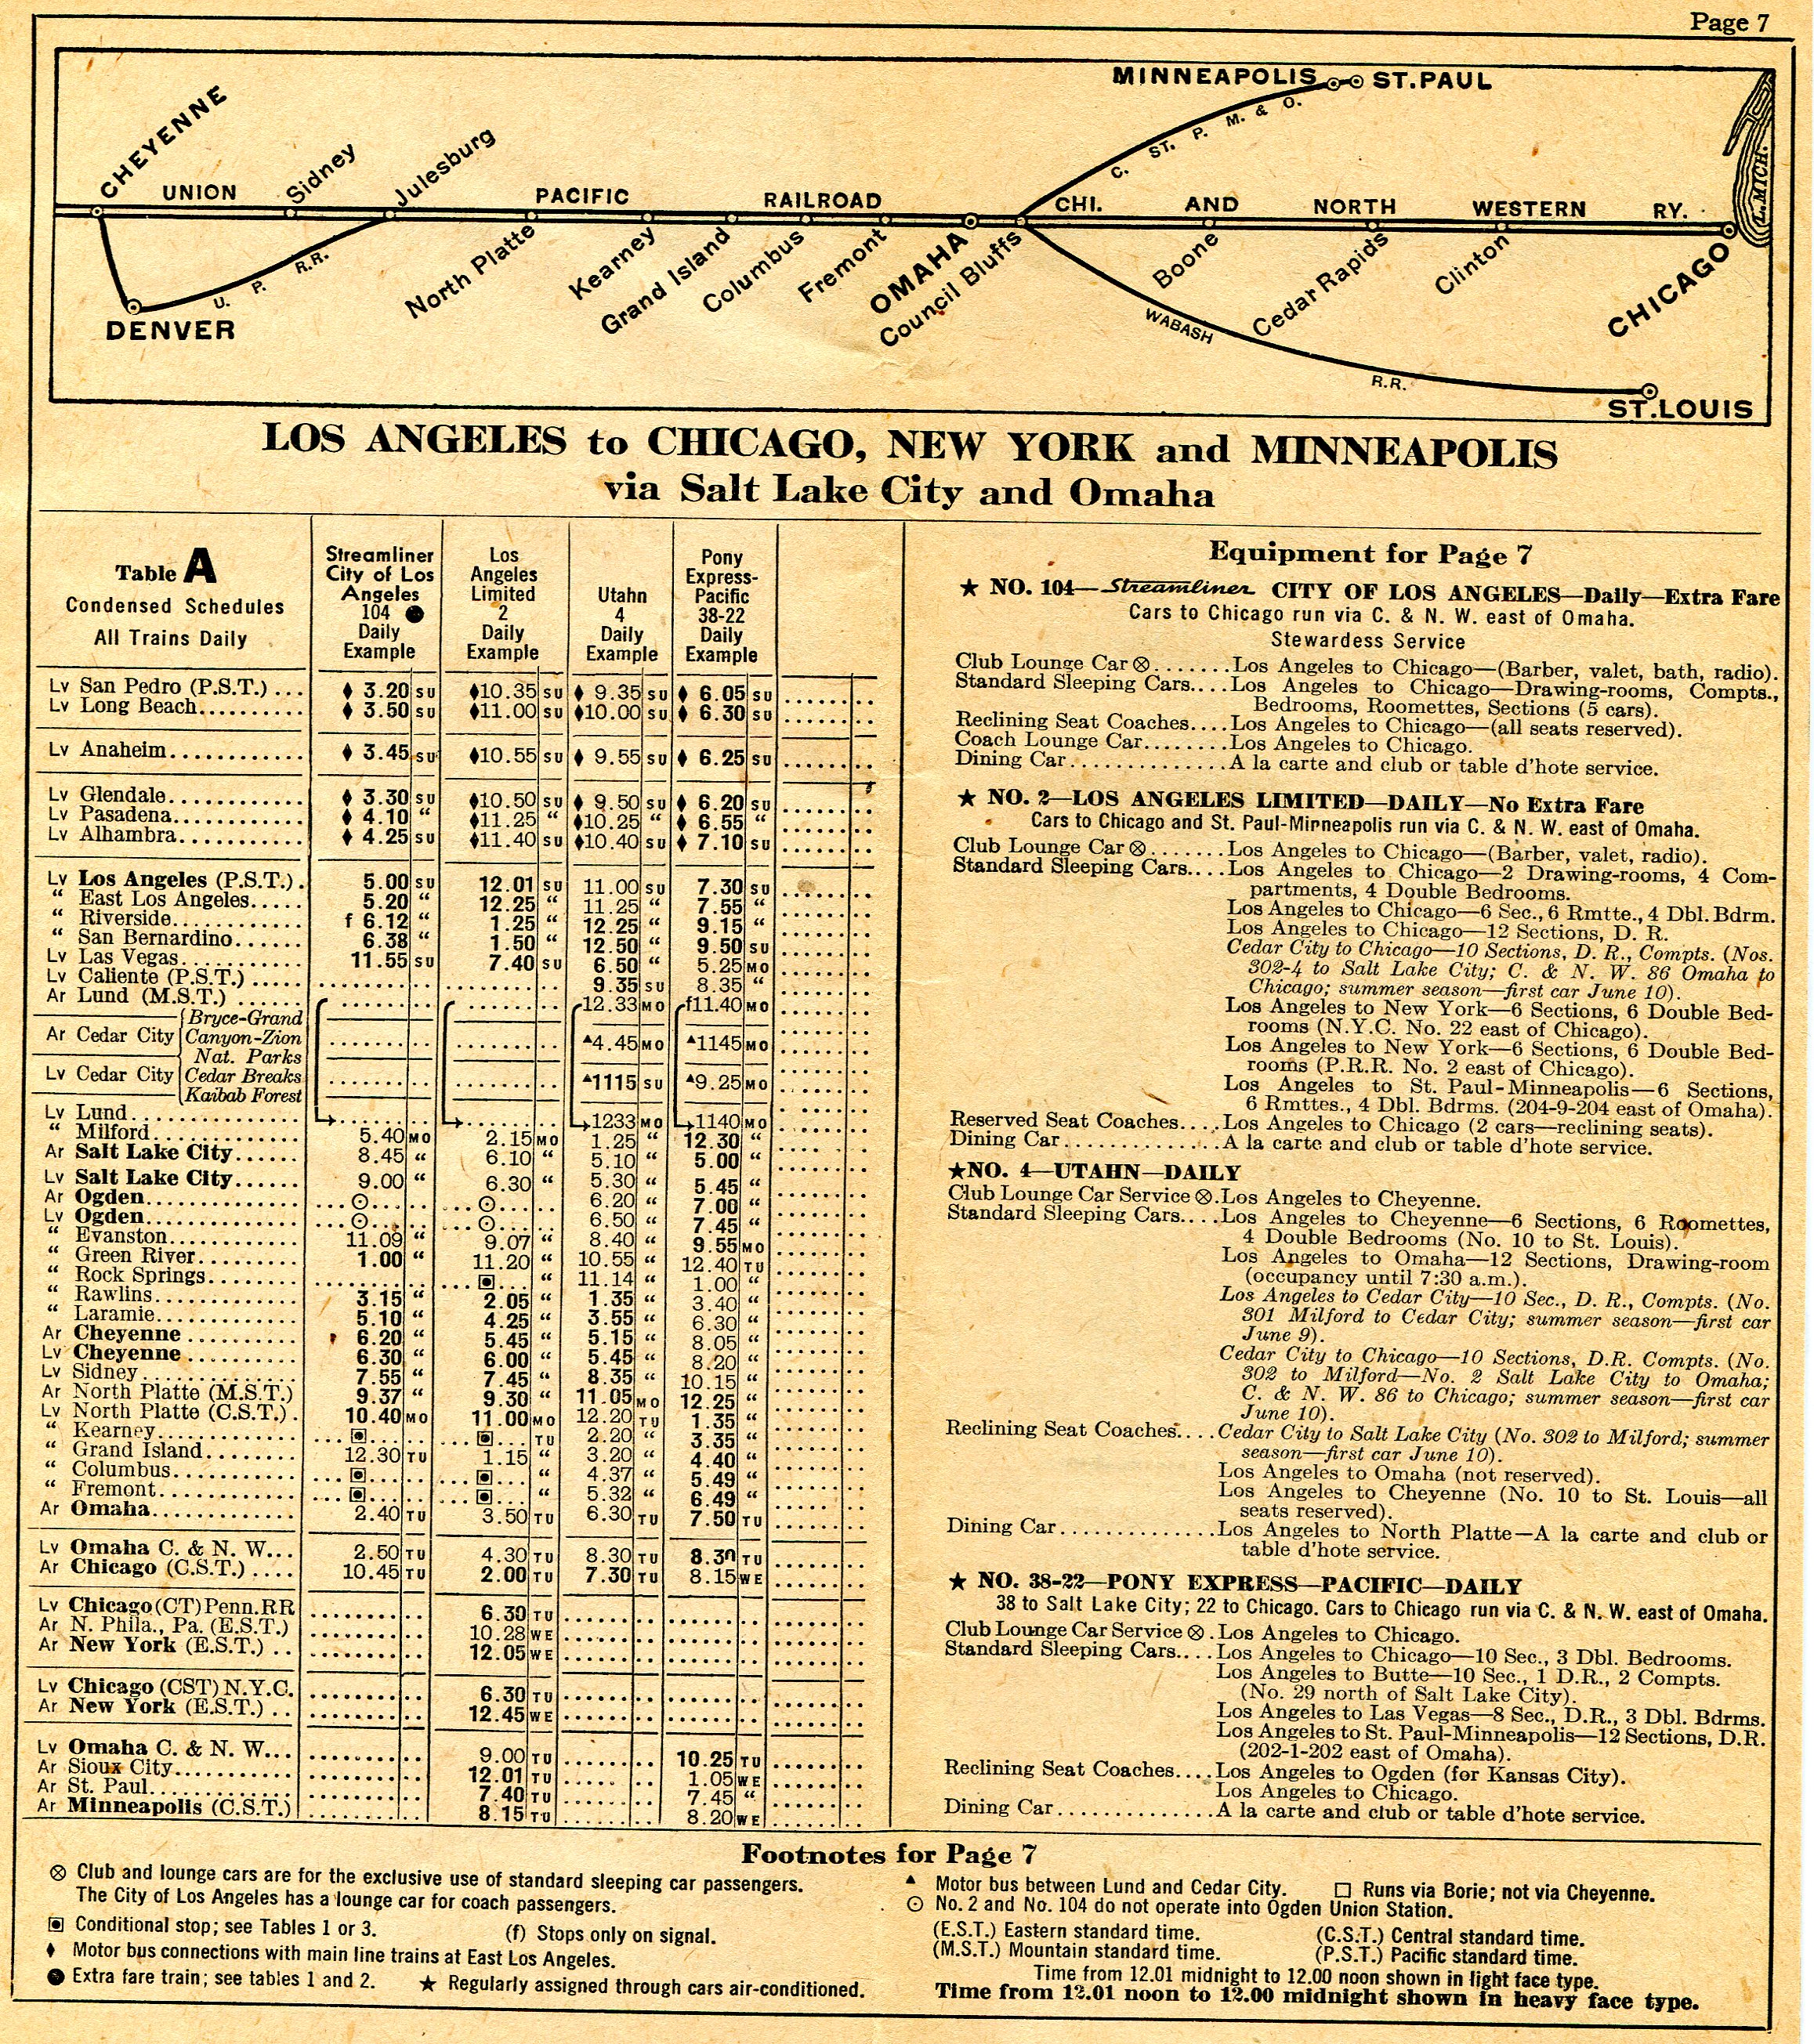 Page 7
MINNEAPOLIS ST. PAUL
C. ST. P. M. & O.
CHEYENNE
Sidney
Julesburg
UNION PACIFIC RAILROAD CHI. AND NORTH WESTERN RY.
L. MICH.
U. P. R.R.
DENVER
North Platte
Kearney
Grand Island
Columbus
Fremont
OMAHA
Council Bluffs
Boone
Cedar Rapids
Clinton
CHICAGO
WABASH R.R.
ST. LOUIS
LOS ANGELES to CHICAGO, NEW YORK and MINNEAPOLIS
via Salt Lake City and Omaha
Table A
Condensed Schedules
All Trains Daily
Streamliner City of Los Angeles 104 ● Daily Example
Los Angeles Limited 2 Daily Example
Utahn 4 Daily Example
Pony Express-Pacific 38-22 Daily Example
Lv San Pedro (P.S.T.) ... ♦ 3.20 SU ♦10.35 SU ♦ 9.35 SU ♦ 6.05 SU
Lv Long Beach.......... ♦ 3.50 SU ♦11.00 SU ♦10.00 SU ♦ 6.30 SU
Lv Anaheim............ ♦ 3.45 SU ♦10.55 SU ♦ 9.55 SU ♦ 6.25 SU
Lv Glendale............ ♦ 3.30 SU ♦10.50 SU ♦ 9.50 SU ♦ 6.20 SU
Lv Pasadena............ ♦ 4.10 “ ♦11.25 “ ♦10.25 “ ♦ 6.55 “
Lv Alhambra............ ♦ 4.25 SU ♦11.40 SU ♦10.40 SU ♦ 7.10 SU
Lv Los Angeles (P.S.T.). 5.00 SU 12.01 SU 11.00 SU 7.30 SU
“ East Los Angeles..... 5.20 “ 12.25 “ 11.25 “ 7.55 “
“ Riverside............ f 6.12 “ 1.25 “ 12.25 “ 9.15 “
“ San Bernardino....... 6.38 “ 1.50 “ 12.50 “ 9.50 SU
Lv Las Vegas........... 11.55 SU 7.40 SU 6.50 “ 5.25 MO
Lv Caliente (P.S.T.) ..... 9.35 SU 8.35 “
Ar Lund (M.S.T.) ...... 12.33 MO f11.40 MO
Ar Cedar City {Bryce-Grand Canyon-Zion Nat. Parks ▲4.45 MO ▲1145 MO
Lv Cedar City {Cedar Breaks Kaibab Forest ▲1115 SU ▲9.25 MO
Lv Lund................ 1233 MO 1140 MO
“ Milford.............. 5.40 MO 2.15 MO 1.25 “ 12.30 “
Ar Salt Lake City...... 8.45 “ 6.10 “ 5.10 “ 5.00 “
Lv Salt Lake City...... 9.00 “ 6.30 “ 5.30 “ 5.45 “
Ar Ogden............... ...⊙... ...⊙... 6.20 “ 7.00 “
Lv Ogden............... ...⊙... ...⊙... 6.50 “ 7.45 “
“ Evanston............. 11.09 “ 9.07 “ 8.40 “ 9.55 MO
“ Green River.......... 1.00 “ 11.20 “ 10.55 “ 12.40 TU
“ Rock Springs......... ...▣... “ 11.14 “ 1.00 “
“ Rawlins.............. 3.15 “ 2.05 “ 1.35 “ 3.40 “
“ Laramie.............. 5.10 “ 4.25 “ 3.55 “ 6.30 “
Ar Cheyenne ........... 6.20 “ 5.45 “ 5.15 “ 8.05 “
Lv Cheyenne ........... 6.30 “ 6.00 “ 5.45 “ 8.20 “
Lv Sidney.............. 7.55 “ 7.45 “ 8.35 “ 10.15 “
Ar North Platte (M.S.T.) 9.37 “ 9.30 “ 11.05 MO 12.25 “
Lv North Platte (C.S.T.). 10.40 MO 11.00 MO 12.20 TU 1.35 “
“ Kearney.............. ...▣... ...▣... TU 2.20 “ 3.35 “
“ Grand Island......... 12.30 TU 1.15 “ 3.20 “ 4.40 “
“ Columbus............. ...▣... ...▣... “ 4.37 “ 5.49 “
“ Fremont.............. ...▣... ...▣... “ 5.32 “ 6.49 “
Ar Omaha............... 2.40 TU 3.50 TU 6.30 TU 7.50 TU
Lv Omaha C. & N. W... 2.50 TU 4.30 TU 8.30 TU 8.30 TU
Ar Chicago (C.S.T.) .... 10.45 TU 2.00 TU 7.30 TU 8.15 WE
Lv Chicago (CT) Penn. RR 6.30 TU
Ar N. Phila., Pa. (E.S.T.) 10.28 WE
Ar New York (E.S.T.) .. 12.05 WE
Lv Chicago (CST) N.Y.C. 6.30 TU
Ar New York (E.S.T.) .. 12.45 WE
Lv Omaha C. & N. W... 9.00 TU 10.25 TU
Ar Sioux City.......... 12.01 TU 1.05 WE
Ar St. Paul............ 7.40 TU 7.45 “
Ar Minneapolis (C.S.T.) 8.15 TU 8.20 WE
Equipment for Page 7
★ NO. 104—Streamliner CITY OF LOS ANGELES—Daily—Extra Fare
Cars to Chicago run via C. & N. W. east of Omaha.
Stewardess Service
Club Lounge Car ⊗.......Los Angeles to Chicago—(Barber, valet, bath, radio).
Standard Sleeping Cars....Los Angeles to Chicago—Drawing-rooms, Compts.,
Bedrooms, Roomettes, Sections (5 cars).
Reclining Seat Coaches....Los Angeles to Chicago—(all seats reserved).
Coach Lounge Car........Los Angeles to Chicago.
Dining Car..............A la carte and club or table d'hote service.
★ NO. 2—LOS ANGELES LIMITED—DAILY—No Extra Fare
Cars to Chicago and St. Paul-Minneapolis run via C. & N. W. east of Omaha.
Club Lounge Car ⊗.......Los Angeles to Chicago—(Barber, valet, radio).
Standard Sleeping Cars....Los Angeles to Chicago—2 Drawing-rooms, 4 Com-
partments, 4 Double Bedrooms.
Los Angeles to Chicago—6 Sec., 6 Rmtte., 4 Dbl. Bdrm.
Los Angeles to Chicago—12 Sections, D. R.
Cedar City to Chicago—10 Sections, D. R., Compts. (Nos.
302-4 to Salt Lake City; C. & N. W. 86 Omaha to
Chicago; summer season—first car June 10).
Los Angeles to New York—6 Sections, 6 Double Bed-
rooms (N.Y.C. No. 22 east of Chicago).
Los Angeles to New York—6 Sections, 6 Double Bed-
rooms (P.R.R. No. 2 east of Chicago).
Los Angeles to St. Paul-Minneapolis—6 Sections,
6 Rmttes., 4 Dbl. Bdrms. (204-9-204 east of Omaha).
Reserved Seat Coaches....Los Angeles to Chicago (2 cars—reclining seats).
Dining Car..............A la carte and club or table d'hote service.
★NO. 4—UTAHN—DAILY
Club Lounge Car Service ⊗.Los Angeles to Cheyenne.
Standard Sleeping Cars....Los Angeles to Cheyenne—6 Sections, 6 Roomettes,
4 Double Bedrooms (No. 10 to St. Louis).
Los Angeles to Omaha—12 Sections, Drawing-room
(occupancy until 7:30 a.m.).
Los Angeles to Cedar City—10 Sec., D. R., Compts. (No.
301 Milford to Cedar City; summer season—first car
June 9).
Cedar City to Chicago—10 Sections, D.R. Compts. (No.
302 to Milford—No. 2 Salt Lake City to Omaha;
C. & N. W. 86 to Chicago; summer season—first car
June 10).
Reclining Seat Coaches....Cedar City to Salt Lake City (No. 302 to Milford; summer
season—first car June 10).
Los Angeles to Omaha (not reserved).
Los Angeles to Cheyenne (No. 10 to St. Louis—all
seats reserved).
Dining Car..............Los Angeles to North Platte—A la carte and club or
table d'hote service.
★ NO. 38-22—PONY EXPRESS—PACIFIC—DAILY
38 to Salt Lake City; 22 to Chicago. Cars to Chicago run via C. & N. W. east of Omaha.
Club Lounge Car Service ⊗.Los Angeles to Chicago.
Standard Sleeping Cars....Los Angeles to Chicago—10 Sec., 3 Dbl. Bedrooms.
Los Angeles to Butte—10 Sec., 1 D.R., 2 Compts.
(No. 29 north of Salt Lake City).
Los Angeles to Las Vegas—8 Sec., D.R., 3 Dbl. Bdrms.
Los Angeles to St. Paul-Minneapolis—12 Sections, D.R.
(202-1-202 east of Omaha).
Reclining Seat Coaches....Los Angeles to Ogden (for Kansas City).
Los Angeles to Chicago.
Dining Car..............A la carte and club or table d'hote service.
Footnotes for Page 7
⊗ Club and lounge cars are for the exclusive use of standard sleeping car passengers.
The City of Los Angeles has a lounge car for coach passengers.
▣ Conditional stop; see Tables 1 or 3. (f) Stops only on signal.
♦ Motor bus connections with main line trains at East Los Angeles.
● Extra fare train; see tables 1 and 2. ★ Regularly assigned through cars air-conditioned.
▲ Motor bus between Lund and Cedar City. □ Runs via Borie; not via Cheyenne.
⊙ No. 2 and No. 104 do not operate into Ogden Union Station.
(E.S.T.) Eastern standard time. (C.S.T.) Central standard time.
(M.S.T.) Mountain standard time. (P.S.T.) Pacific standard time.
Time from 12.01 midnight to 12.00 noon shown in light face type.
Time from 12.01 noon to 12.00 midnight shown in heavy face type.